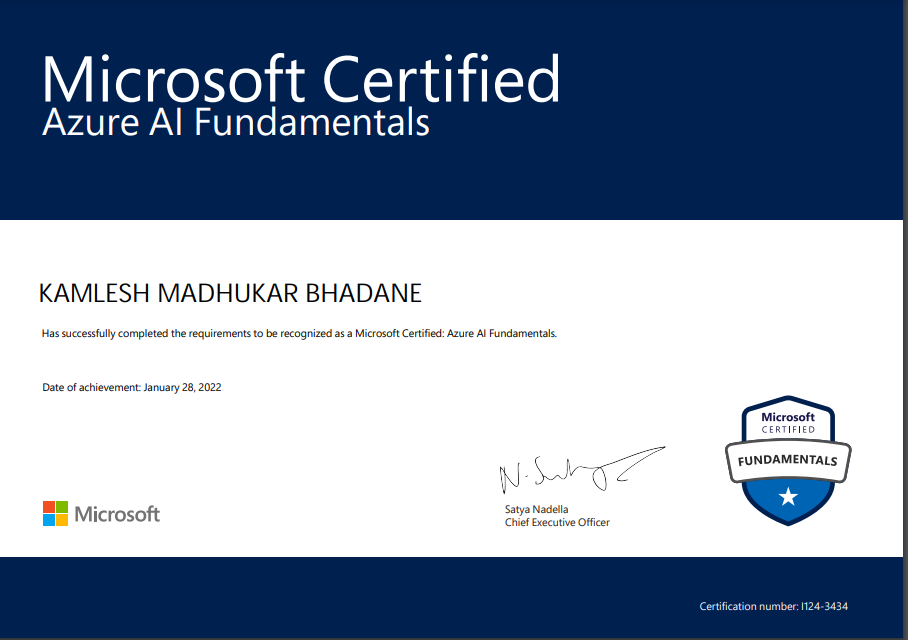 Microsoft Certified
Azure AI Fundamentals
KAMLESH MADHUKAR BHADANE
Has successfully completed the requirements to be recognized as a Microsoft Certified: Azure AI Fundamentals.
Date of achievement: January 28, 2022
Microsoft
CERTIFIED
FUNDAMENTALS
Satya Nadella
Chief Executive Officer
Microsoft
Certification number: I124-3434